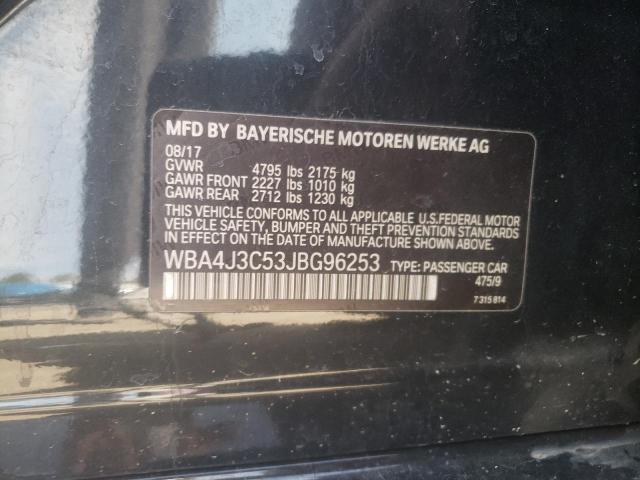 MFD BY BAYERISCHE MOTOREN WERKE AG
08/17
GVWR 4795 lbs 2175 kg
GAWR FRONT 2227 lbs 1010 kg
GAWR REAR 2712 lbs 1230 kg
THIS VEHICLE CONFORMS TO ALL APPLICABLE U.S.FEDERAL MOTOR
VEHICLE SAFETY, BUMPER AND THEFT PREVENTION STANDARDS
IN EFFECT ON THE DATE OF MANUFACTURE SHOWN ABOVE.
WBA4J3C53JBG96253 TYPE: PASSENGER CAR
475/9
7 315 814